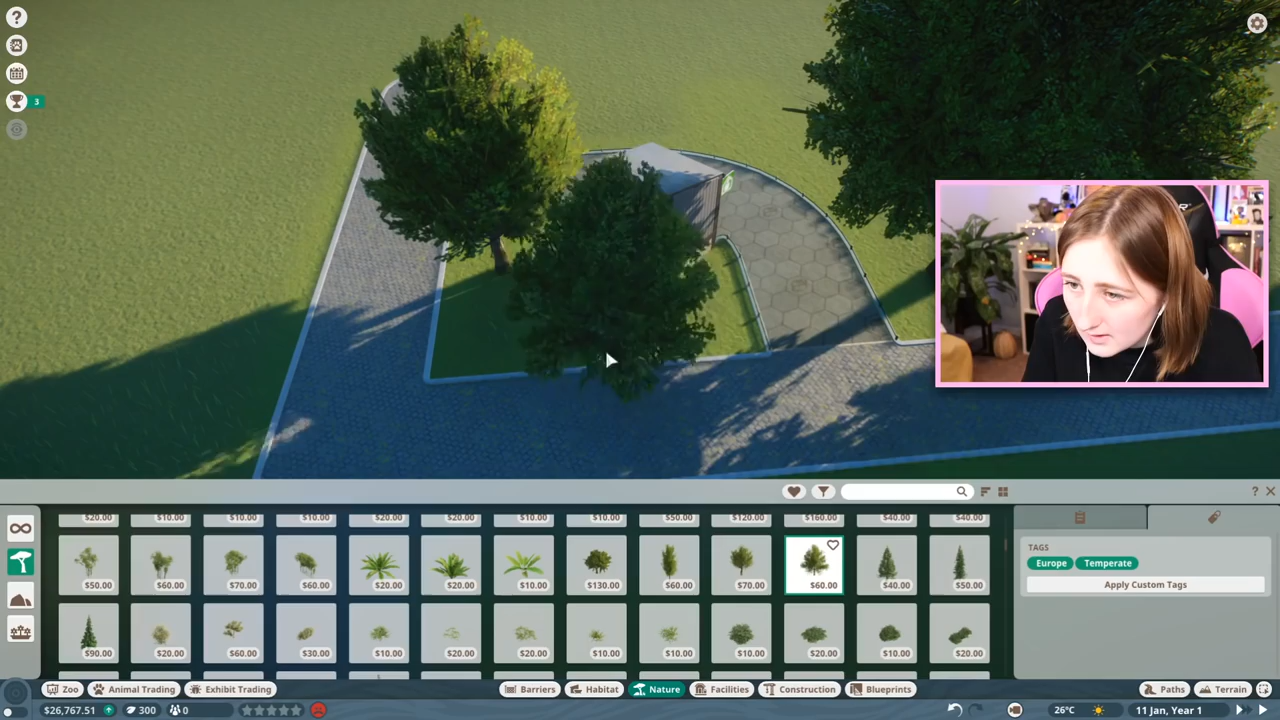 ?
3
?
$20.00 $10.00 $10.00 $10.00 $20.00 $20.00 $10.00 $10.00 $50.00 $120.00 $160.00 $40.00 $40.00
$50.00 $60.00 $70.00 $60.00 $20.00 $20.00 $10.00 $130.00 $60.00 $70.00 $60.00 $40.00 $50.00
$90.00 $20.00 $60.00 $30.00 $10.00 $20.00 $20.00 $10.00 $10.00 $10.00 $20.00 $10.00 $20.00
TAGS
Europe Temperate
Apply Custom Tags
Zoo Animal Trading Exhibit Trading Barriers Habitat Nature Facilities Construction Blueprints Paths Terrain
$26,767.51 300 0 26°C 11 Jan, Year 1